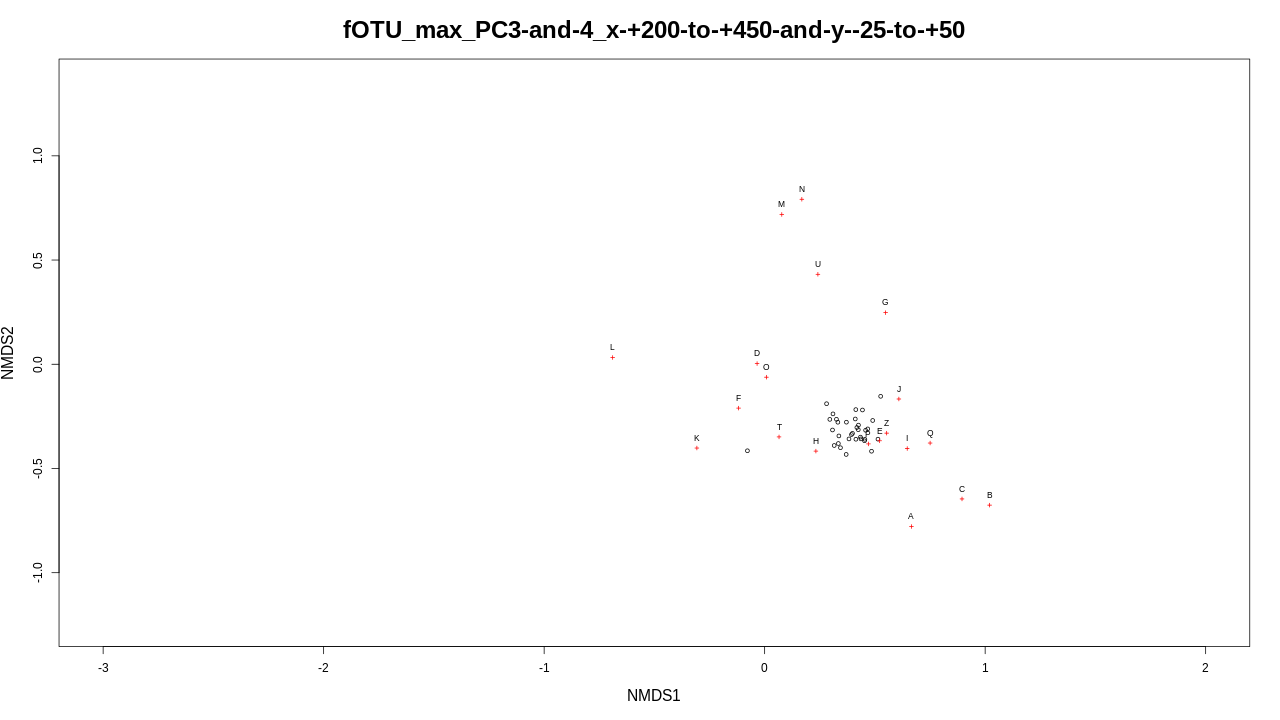 fOTU_max_PC3-and-4_x-+200-to-+450-and-y--25-to-+50
1.0
N
M
0.5
U
G
NMDS2
L
0.0
D
O
J
F
Z
T
E
Q
K
H
I
-0.5
C
B
A
-1.0
-3 -2 -1 0 1 2
NMDS1